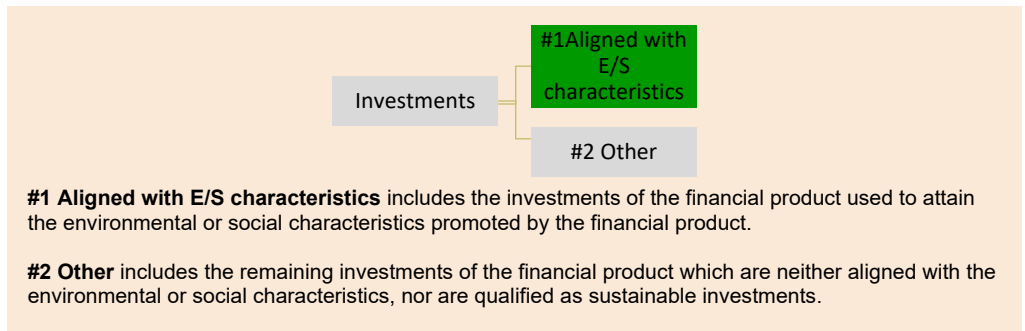 #1Aligned with
E/S
characteristics
Investments
#2 Other
#1 Aligned with E/S characteristics includes the investments of the financial product used to attain
the environmental or social characteristics promoted by the financial product.
#2 Other includes the remaining investments of the financial product which are neither aligned with the
environmental or social characteristics, nor are qualified as sustainable investments.